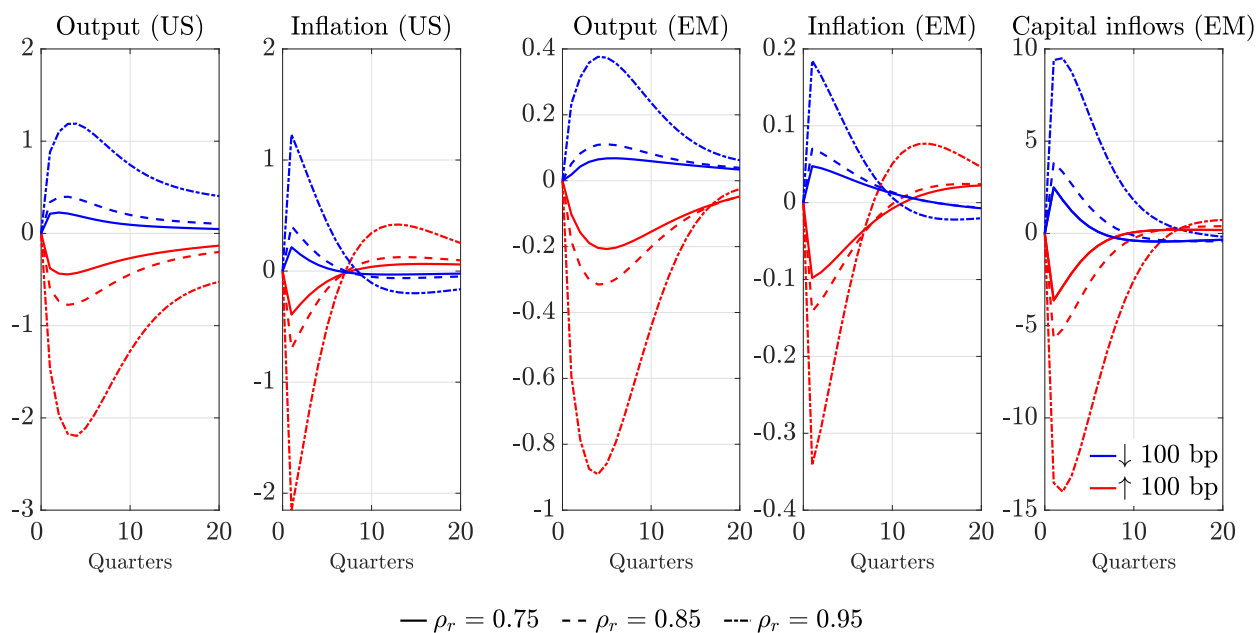 Output (US)
2
1
0
-1
-2
-3
0 10 20
Quarters
Inflation (US)
2
1
0
-1
-2
0 10 20
Quarters
Output (EM)
0.4
0.2
0
-0.2
-0.4
-0.6
-0.8
-1
0 10 20
Quarters
Inflation (EM)
0.2
0.1
0
-0.1
-0.2
-0.3
-0.4
0 10 20
Quarters
Capital inflows (EM)
10
5
0
-5
-10
-15
0 10 20
Quarters
↓ 100 bp
↑ 100 bp
ρr = 0.75 ρr = 0.85 ρr = 0.95